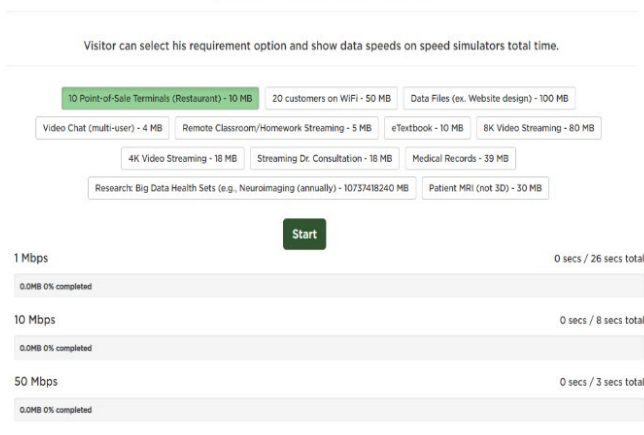 Visitor can select his requirement option and show data speeds on speed simulators total time.
10 Point-of-Sale Terminals (Restaurant) - 10 MB
20 customers on WiFi - 50 MB
Data Files (ex. Website design) - 100 MB
Video Chat (multi-user) - 4 MB
Remote Classroom/Homework Streaming - 5 MB
eTextbook - 10 MB
8K Video Streaming - 80 MB
4K Video Streaming - 18 MB
Streaming Dr. Consultation - 18 MB
Medical Records - 39 MB
Research: Big Data Health Sets (e.g., Neuroimaging (annually) - 10737418240 MB
Patient MRI (not 3D) - 30 MB
Start
1 Mbps
0 secs / 26 secs total
0.0MB 0% completed
10 Mbps
0 secs / 8 secs total
0.0MB 0% completed
50 Mbps
0 secs / 3 secs total
0.0MB 0% completed